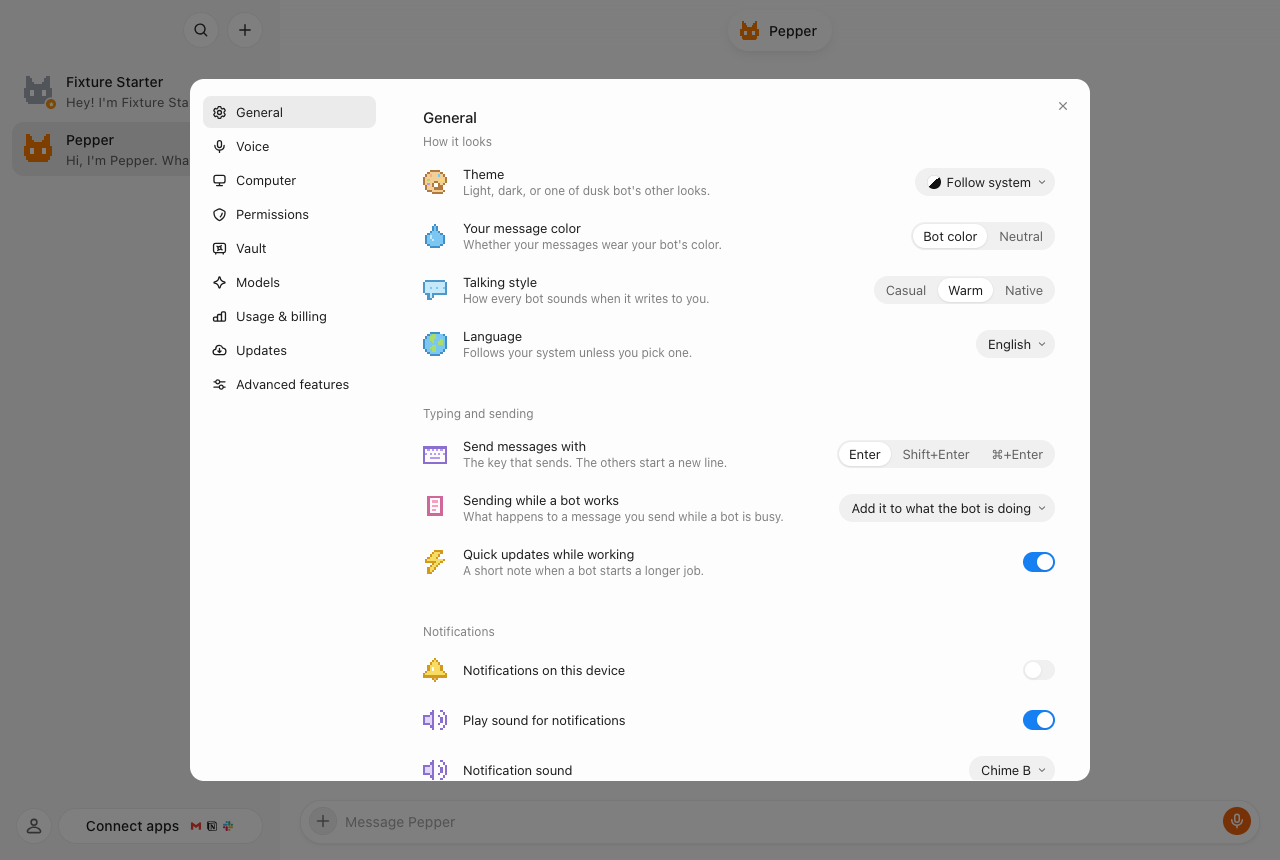 Pepper
Fixture Starter
Hey! I'm Fixture Sta
Pepper
Hi, I'm Pepper. Wha
General
Voice
Computer
Permissions
Vault
Models
Usage & billing
Updates
Advanced features
General
How it looks
Theme
Light, dark, or one of dusk bot's other looks.
Follow system
Your message color
Whether your messages wear your bot's color.
Bot color Neutral
Talking style
How every bot sounds when it writes to you.
Casual Warm Native
Language
Follows your system unless you pick one.
English
Typing and sending
Send messages with
The key that sends. The others start a new line.
Enter Shift+Enter ⌘+Enter
Sending while a bot works
What happens to a message you send while a bot is busy.
Add it to what the bot is doing
Quick updates while working
A short note when a bot starts a longer job.
Notifications
Notifications on this device
Play sound for notifications
Notification sound
Chime B
Connect apps
Message Pepper